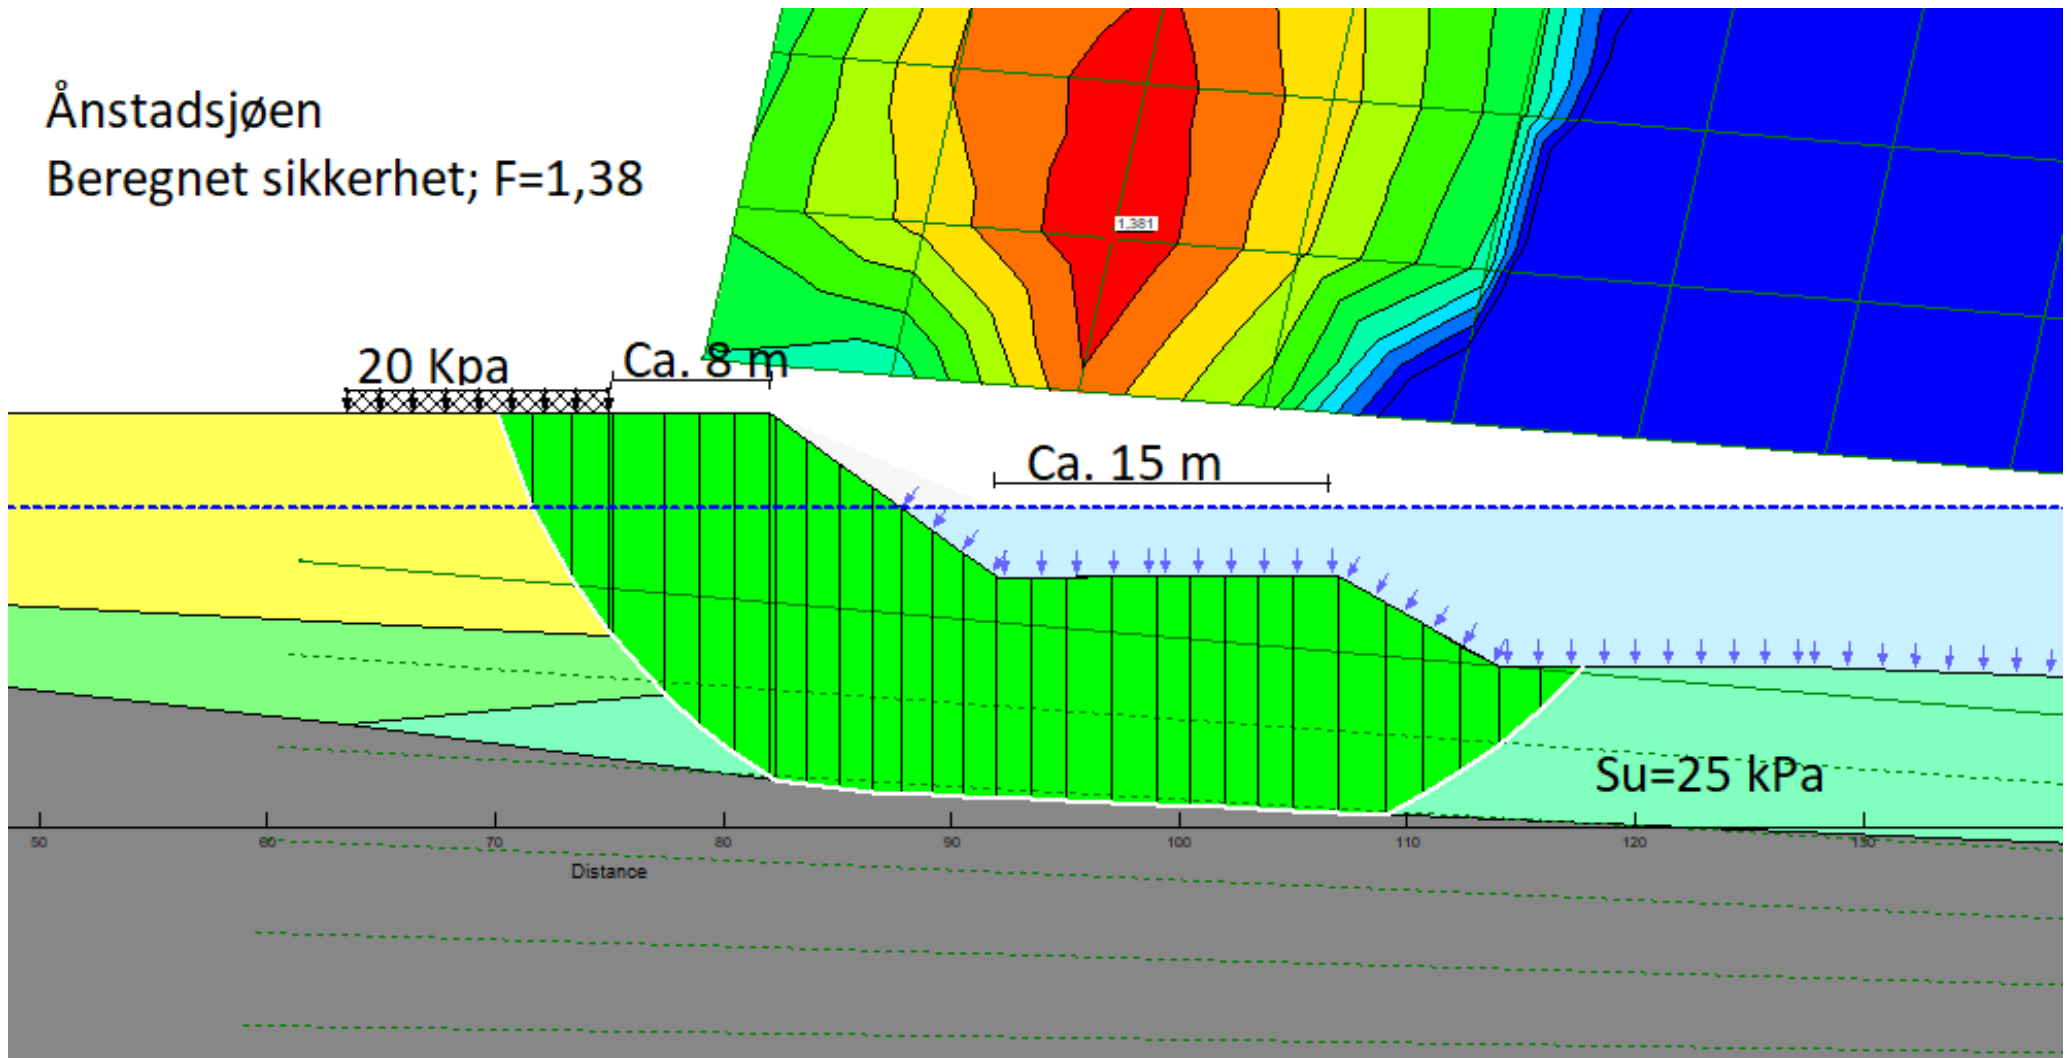 Ånstadsjøen
Beregnet sikkerhet; F=1,38
1,381
20 Kpa
Ca. 8 m
Ca. 15 m
Su=25 kPa
50 60 70 80 90 100 110 120 130
Distance